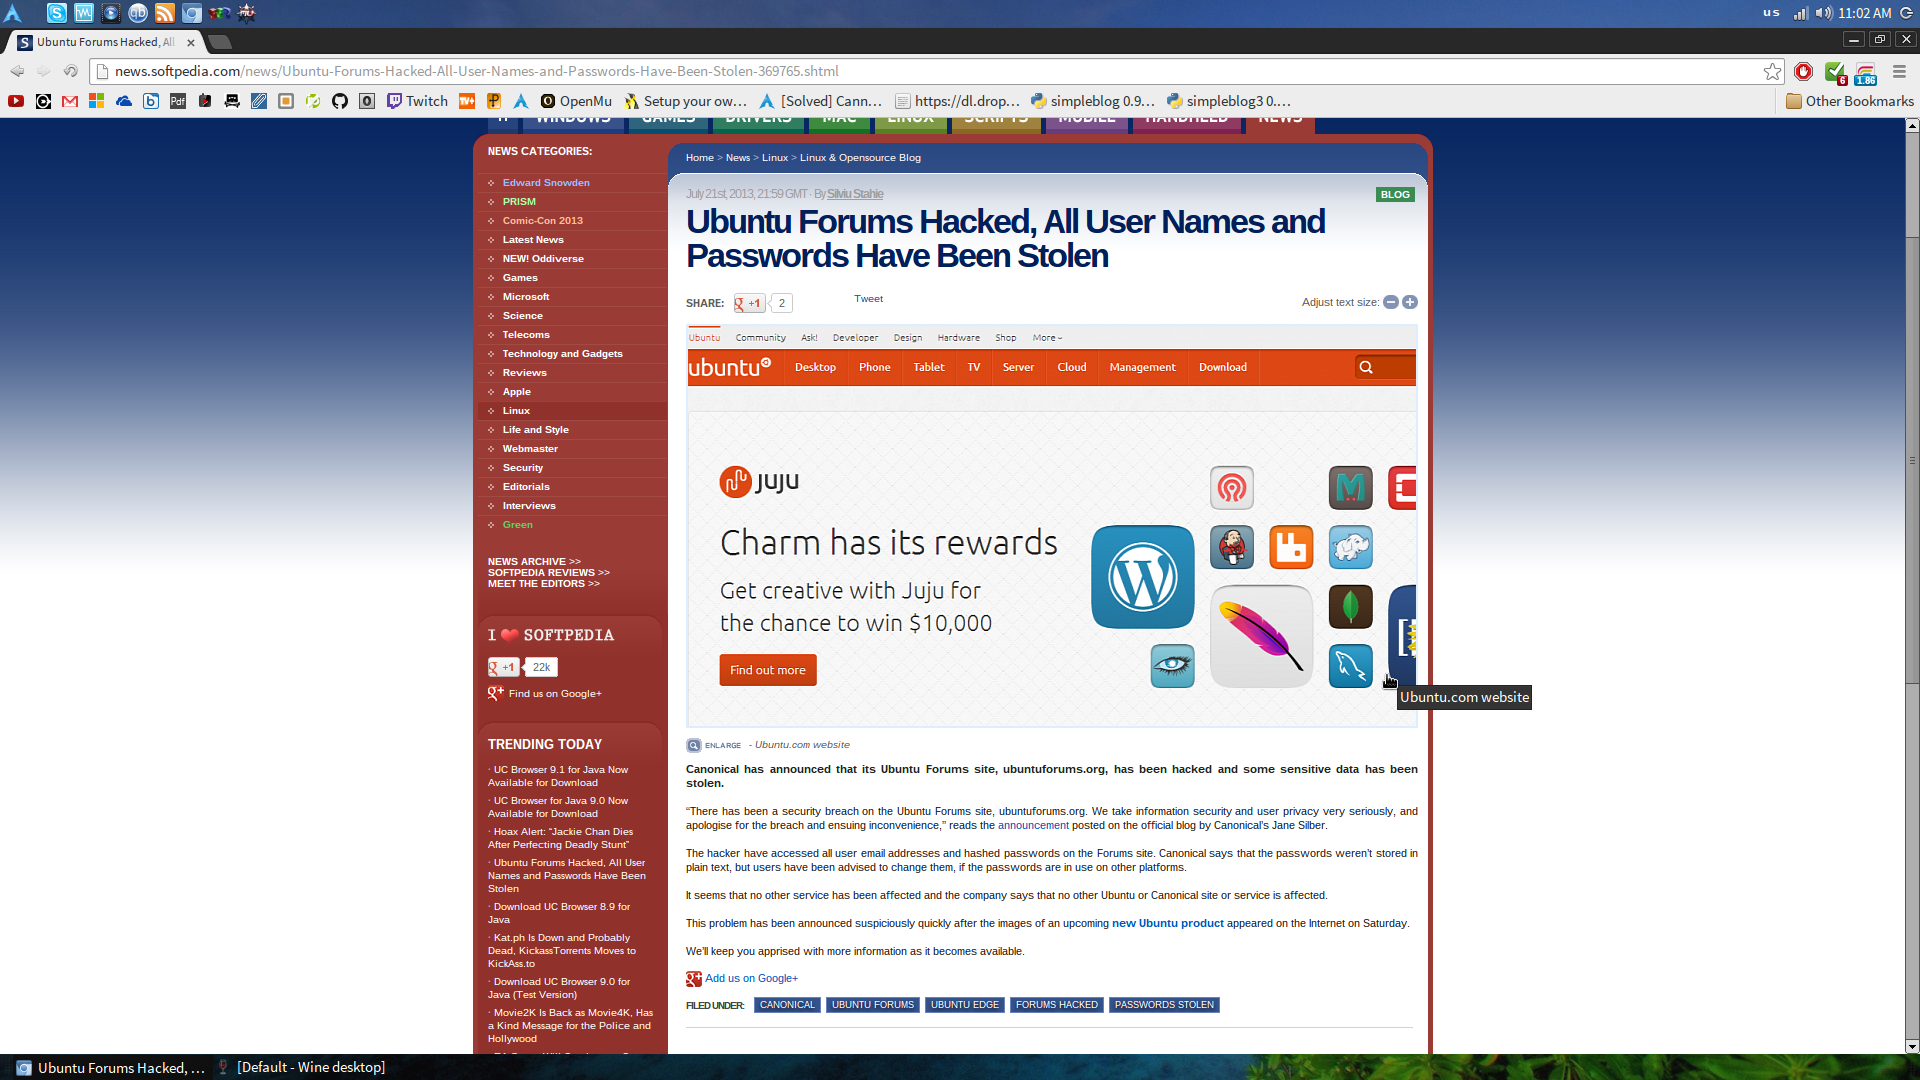 us 11:02 AM
Ubuntu Forums Hacked, All
news.softpedia.com/news/Ubuntu-Forums-Hacked-All-User-Names-and-Passwords-Have-Been-Stolen-369765.shtml
6 1.86
Pdf Twitch OpenMu Setup your ow... [Solved] Cann... https://dl.drop... simpleblog 0.9... simpleblog3 0.... Other Bookmarks
WINDOWS GAMES DRIVERS MAC LINUX SCRIPTS MOBILE HANDHELD NEWS
NEWS CATEGORIES:
Edward Snowden
PRISM
Comic-Con 2013
Latest News
NEW! Oddiverse
Games
Microsoft
Science
Telecoms
Technology and Gadgets
Reviews
Apple
Linux
Life and Style
Webmaster
Security
Editorials
Interviews
Green
NEWS ARCHIVE >>
SOFTPEDIA REVIEWS >>
MEET THE EDITORS >>
I ❤ SOFTPEDIA
g +1 22k
g+ Find us on Google+
TRENDING TODAY
· UC Browser 9.1 for Java Now
Available for Download
· UC Browser for Java 9.0 Now
Available for Download
· Hoax Alert: “Jackie Chan Dies
After Perfecting Deadly Stunt”
· Ubuntu Forums Hacked, All User
Names and Passwords Have Been
Stolen
· Download UC Browser 8.9 for
Java
· Kat.ph Is Down and Probably
Dead, KickassTorrents Moves to
KickAss.to
· Download UC Browser 9.0 for
Java (Test Version)
· Movie2K Is Back as Movie4K, Has
a Kind Message for the Police and
Hollywood
Home > News > Linux > Linux & Opensource Blog
July 21st, 2013, 21:59 GMT · By Silviu Stahie
BLOG
Ubuntu Forums Hacked, All User Names and
Passwords Have Been Stolen
SHARE: g +1 2 Tweet Adjust text size:
Ubuntu Community Ask! Developer Design Hardware Shop More
ubuntu Desktop Phone Tablet TV Server Cloud Management Download
juju
Charm has its rewards
Get creative with Juju for
the chance to win $10,000
Find out more
Ubuntu.com website
ENLARGE - Ubuntu.com website
Canonical has announced that its Ubuntu Forums site, ubuntuforums.org, has been hacked and some sensitive data has been
stolen.
“There has been a security breach on the Ubuntu Forums site, ubuntuforums.org. We take information security and user privacy very seriously, and
apologise for the breach and ensuing inconvenience,” reads the announcement posted on the official blog by Canonical’s Jane Silber.
The hacker have accessed all user email addresses and hashed passwords on the Forums site. Canonical says that the passwords weren’t stored in
plain text, but users have been advised to change them, if the passwords are in use on other platforms.
It seems that no other service has been affected and the company says that no other Ubuntu or Canonical site or service is affected.
This problem has been announced suspiciously quickly after the images of an upcoming new Ubuntu product appeared on the Internet on Saturday.
We’ll keep you apprised with more information as it becomes available.
g+ Add us on Google+
FILED UNDER: CANONICAL UBUNTU FORUMS UBUNTU EDGE FORUMS HACKED PASSWORDS STOLEN
Ubuntu Forums Hacked, ... [Default - Wine desktop]